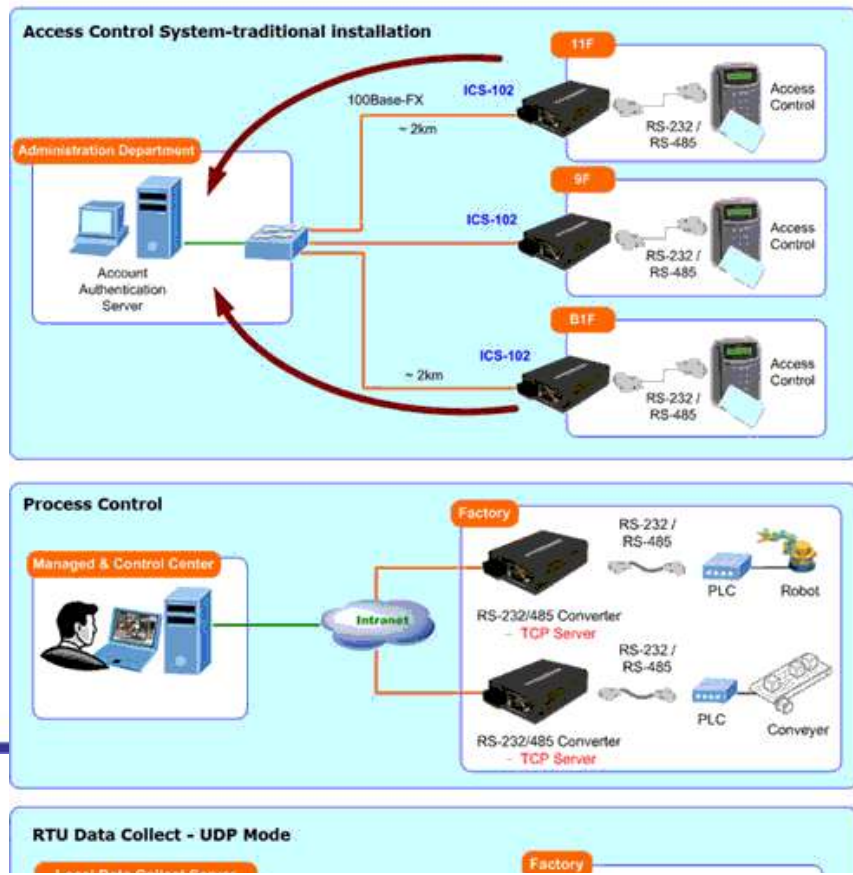 Access Control System-traditional installation
11F
ICS-102
100Base-FX
~ 2km
RS-232 /
RS-485
Access
Control
Administration Department
Account
Authentication
Server
9F
ICS-102
RS-232 /
RS-485
Access
Control
B1F
ICS-102
~ 2km
RS-232 /
RS-485
Access
Control
Process Control
Managed & Control Center
Intranet
Factory
RS-232 /
RS-485
PLC
Robot
RS-232/485 Converter
- TCP Server
RS-232 /
RS-485
PLC
Conveyer
RS-232/485 Converter
- TCP Server
RTU Data Collect - UDP Mode
Local Data Collect Server
Factory